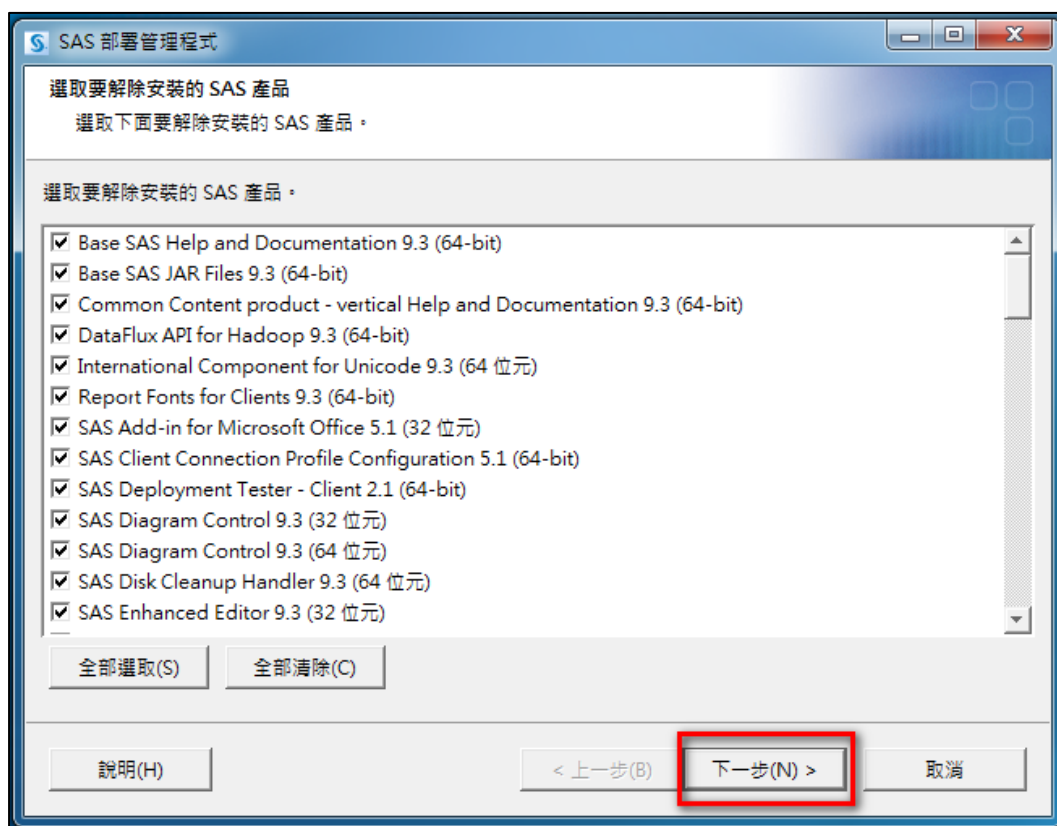 SAS 部署管理程式
選取要解除安裝的 SAS 產品
選取下面要解除安裝的 SAS 產品。
選取要解除安裝的 SAS 產品。
Base SAS Help and Documentation 9.3 (64-bit)
Base SAS JAR Files 9.3 (64-bit)
Common Content product - vertical Help and Documentation 9.3 (64-bit)
DataFlux API for Hadoop 9.3 (64-bit)
International Component for Unicode 9.3 (64 位元)
Report Fonts for Clients 9.3 (64-bit)
SAS Add-in for Microsoft Office 5.1 (32 位元)
SAS Client Connection Profile Configuration 5.1 (64-bit)
SAS Deployment Tester - Client 2.1 (64-bit)
SAS Diagram Control 9.3 (32 位元)
SAS Diagram Control 9.3 (64 位元)
SAS Disk Cleanup Handler 9.3 (64 位元)
SAS Enhanced Editor 9.3 (32 位元)
全部選取(S) 全部清除(C)
說明(H) < 上一步(B) 下一步(N) > 取消